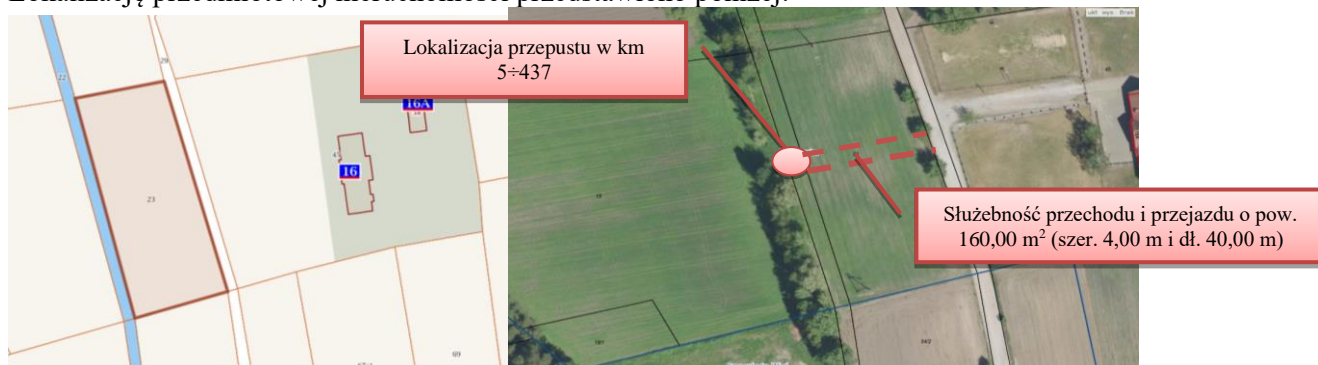 Lokalizację przedmiotowej nieruchomości przedstawiono poniżej.
Lokalizacja przepustu w km
5÷437
Służebność przechodu i przejazdu o pow.
160,00 m² (szer. 4,00 m i dł. 40,00 m)
22
29
16A
16
23
69